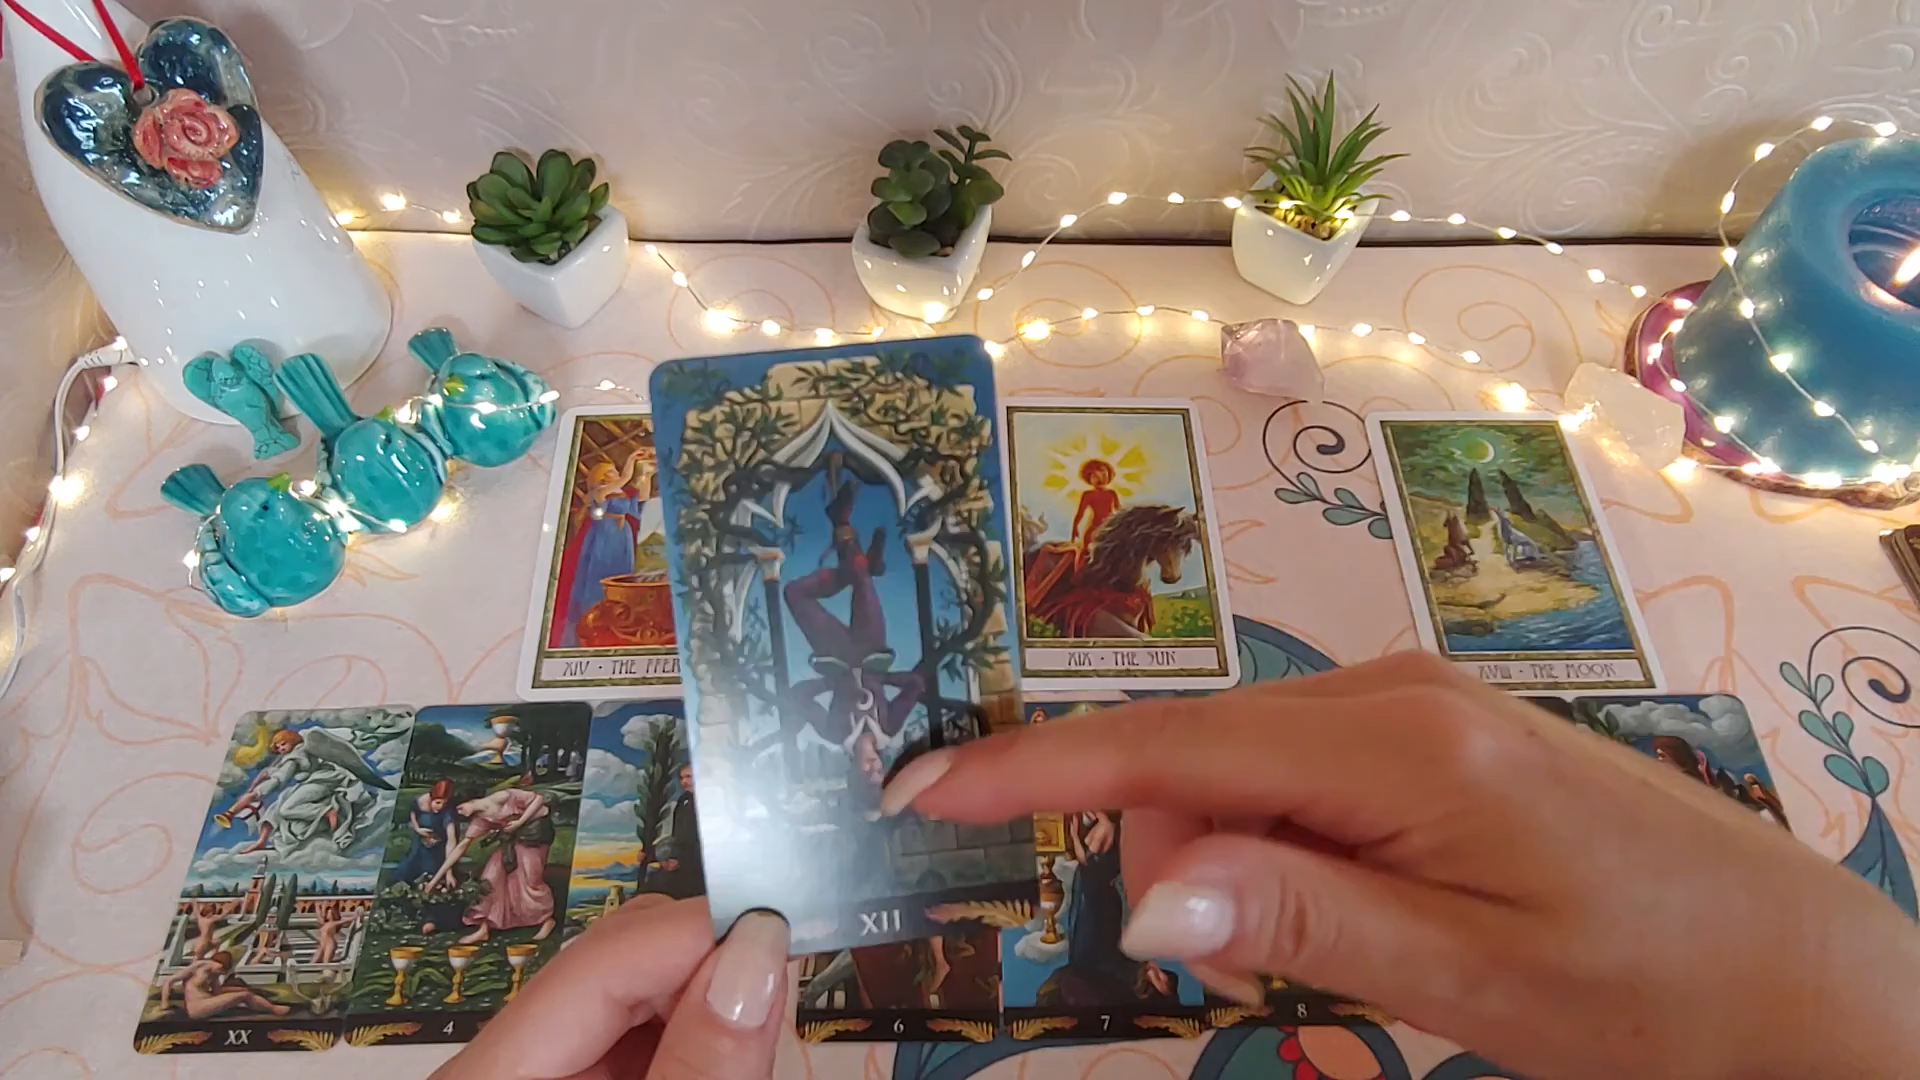 XIV · THE
XIX · THE SUN
XVIII · THE MOON
XII
XX
4
6
7
8